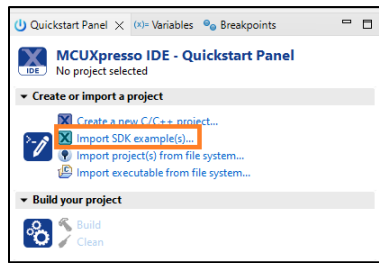 Quickstart Panel (x)= Variables Breakpoints
IDE
MCUXpresso IDE - Quickstart Panel
No project selected
Create or import a project
Create a new C/C++ project...
Import SDK example(s)...
Import project(s) from file system...
Import executable from file system...
Build your project
Build
Clean